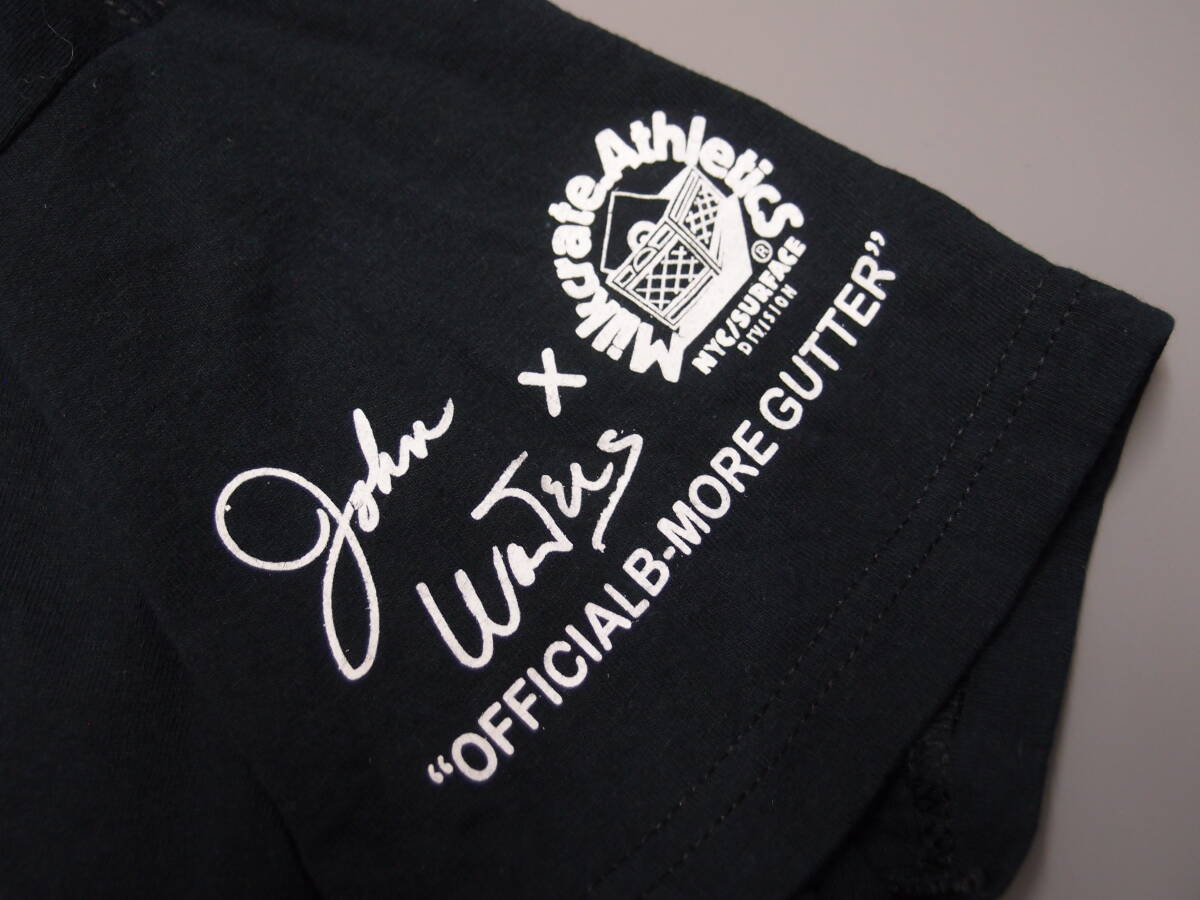 Milkcrate Athletics
®
NYC/SURFACE
DIVISION
John x
Waters
“OFFICIALB-MORE GUTTER”